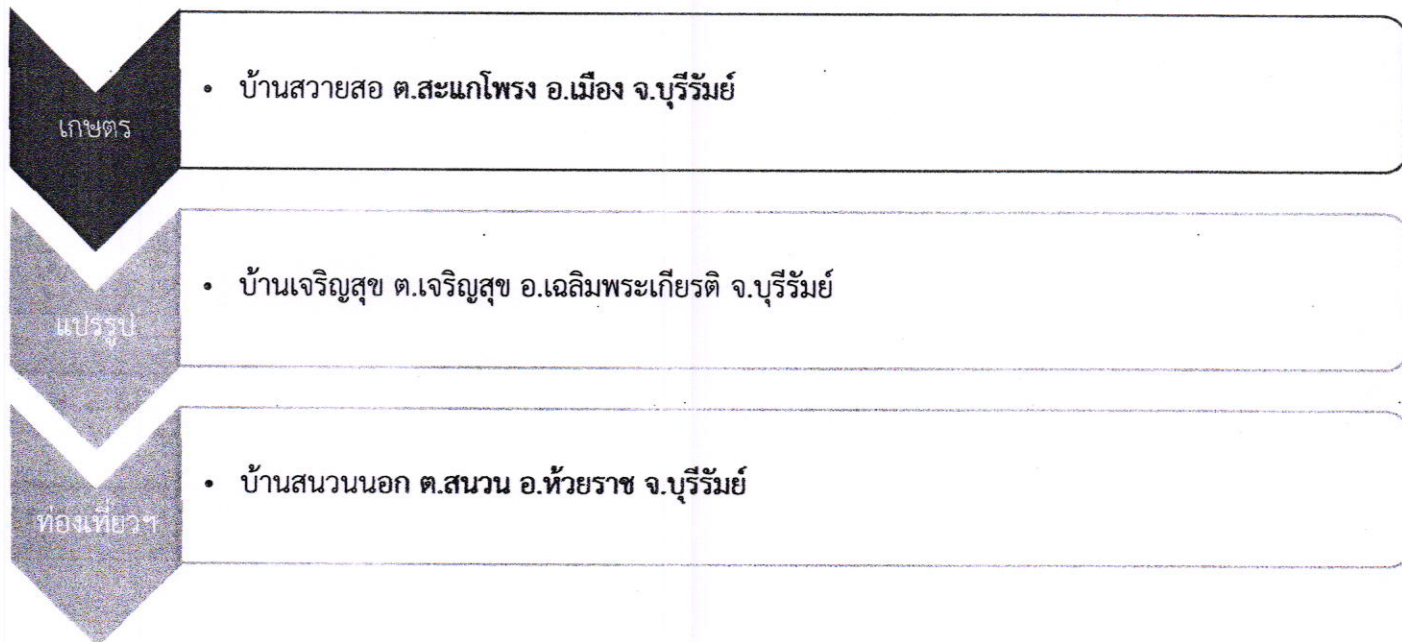 เกษตร
• บ้านสวายสอ ต.สะแกโพรง อ.เมือง จ.บุรีรัมย์
แปรรูป
• บ้านเจริญสุข ต.เจริญสุข อ.เฉลิมพระเกียรติ จ.บุรีรัมย์
ท่องเที่ยวฯ
• บ้านสนวนนอก ต.สนวน อ.ห้วยราช จ.บุรีรัมย์